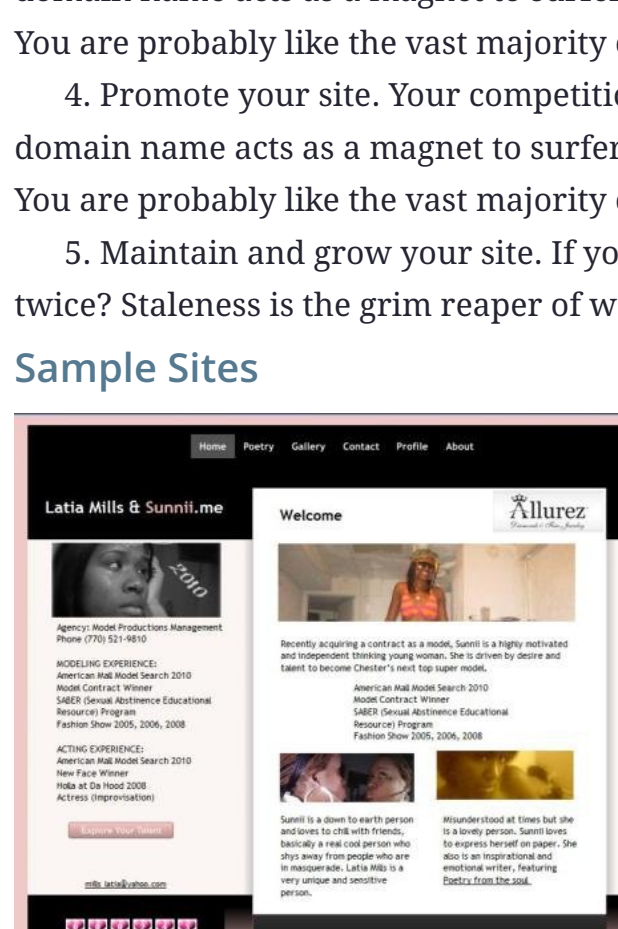 You are probably like the vast majority
4. Promote your site. Your competitio
domain name acts as a magnet to surfer
You are probably like the vast majority
5. Maintain and grow your site. If yo
twice? Staleness is the grim reaper of w
Sample Sites
Home Poetry Gallery Contact Profile About
Latia Mills & Sunnii.me
2010
Agency: Model Productions Management
Phone (770) 521-9810
MODELING EXPERIENCE:
American Mall Model Search 2010
Model Contract Winner
SABER (Sexual Abstinence Educational
Resource) Program
Fashion Show 2005, 2006, 2008
ACTING EXPERIENCE:
American Mall Model Search 2010
New Face Winner
Holla at Da Hood 2008
Actress (Improvisation)
Explore Your Talent
mills_latia@yahoo.com
Welcome
Allurez
Diamonds & Fine Jewelry
Recently acquiring a contract as a model, Sunnii is a highly motivated
and independent thinking young woman. She is driven by desire and
talent to become Chester's next top super model.
American Mall Model Search 2010
Model Contract Winner
SABER (Sexual Abstinence Educational
Resource) Program
Fashion Show 2005, 2006, 2008
Sunnii is a down to earth person
and loves to chill with friends,
basically a real cool person who
shys away from people who are
in masquerade. Latia Mills is a
very unique and sensitive
person.
Misunderstood at times but she
is a lovely person. Sunnii loves
to express herself on paper. She
also is an inspirational and
emotional writer, featuring
Poetry from the soul.